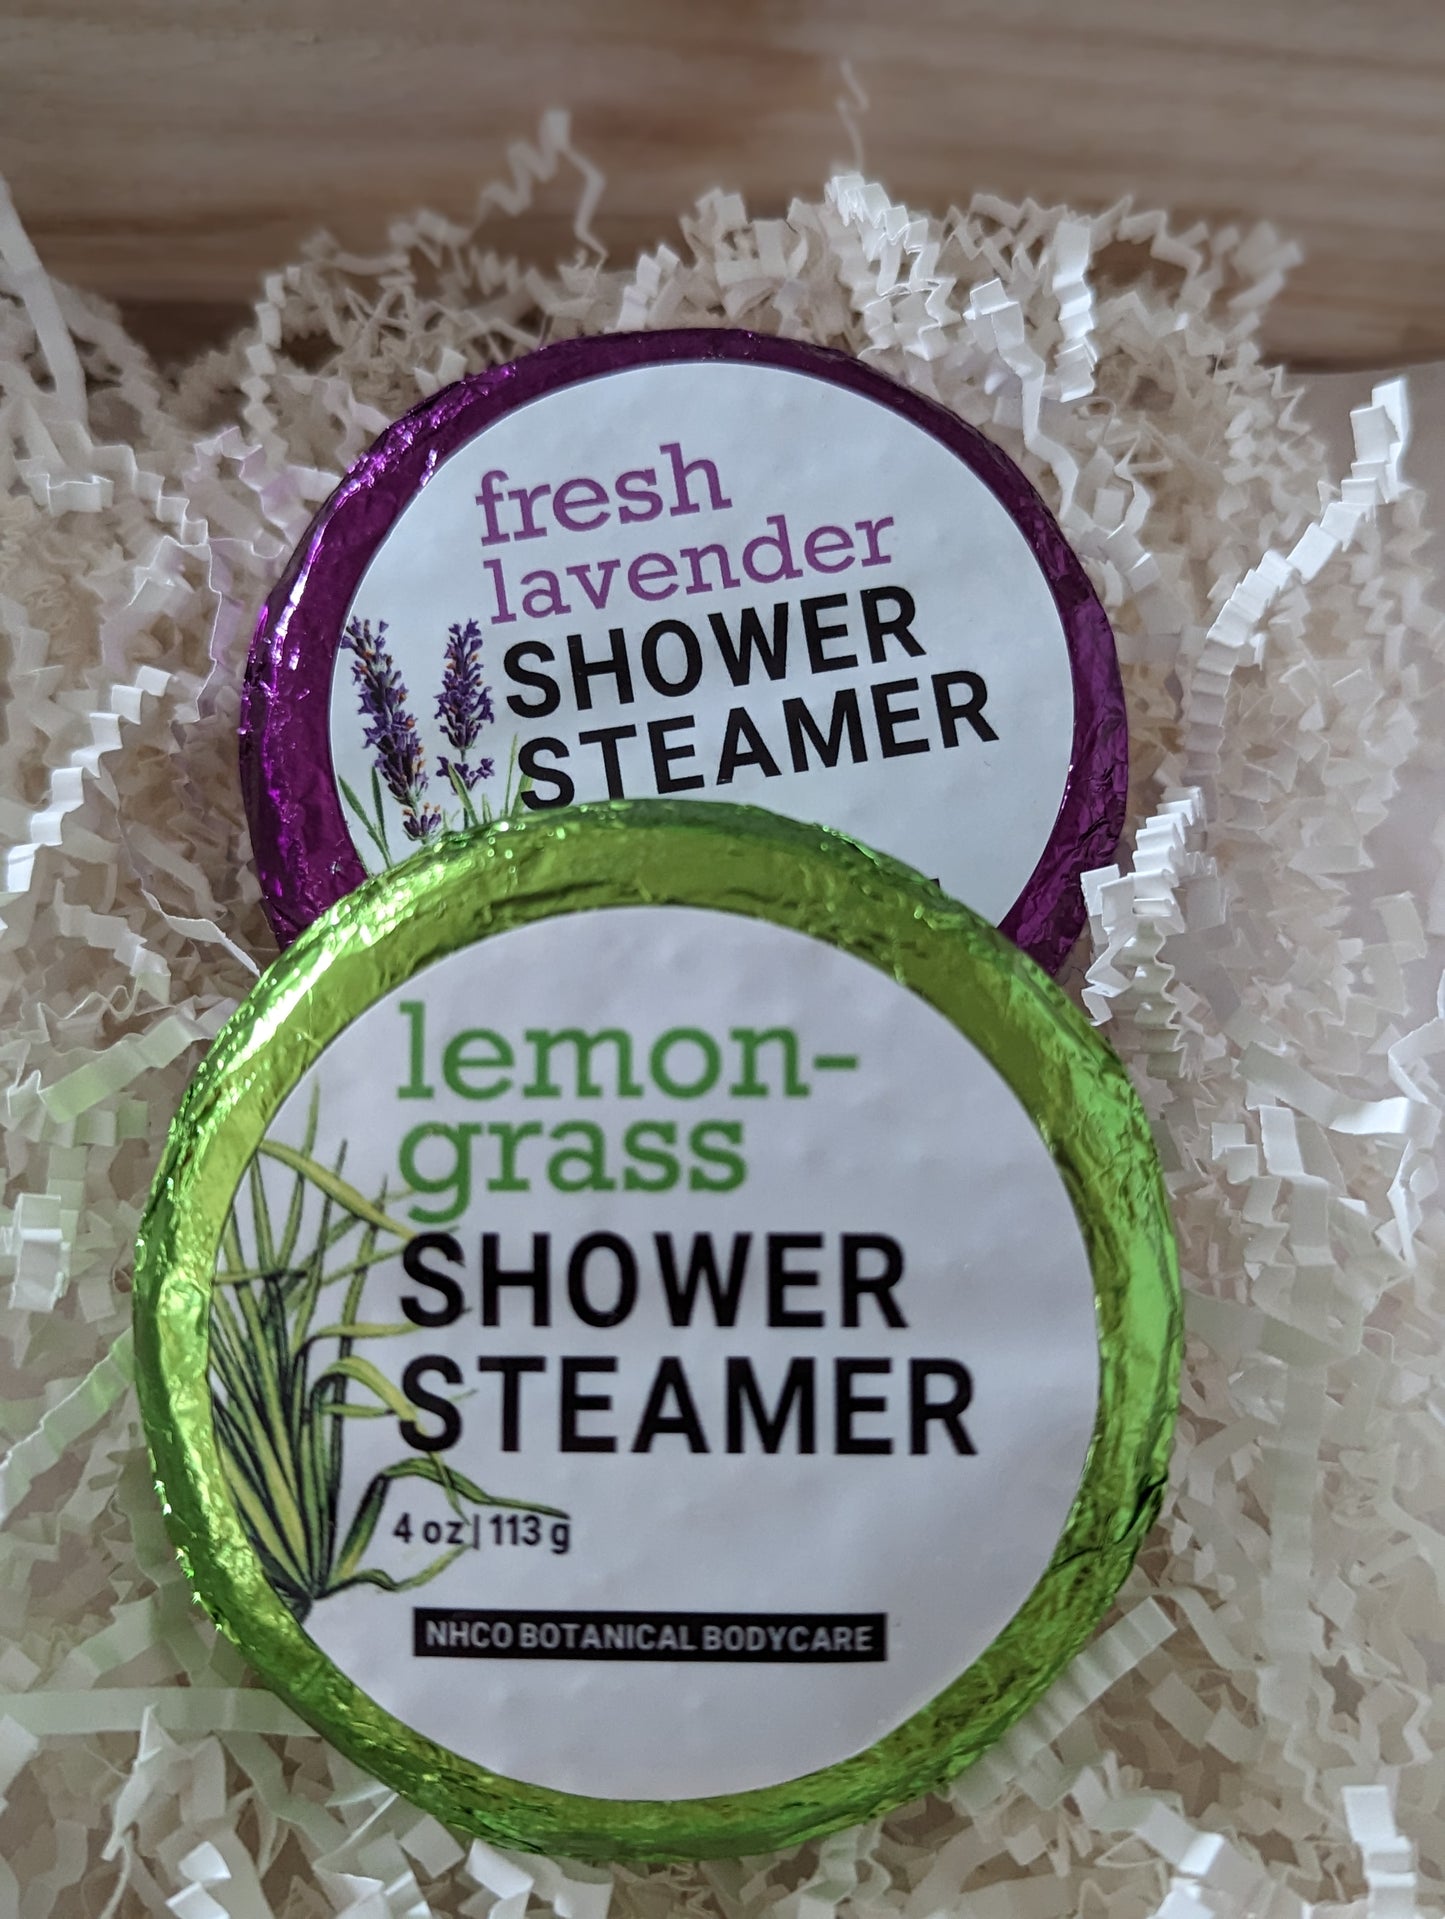 fresh
lavender
SHOWER
STEAMER
lemon-
grass
SHOWER
STEAMER
4 oz | 113 g
NHCO BOTANICAL BODYCARE